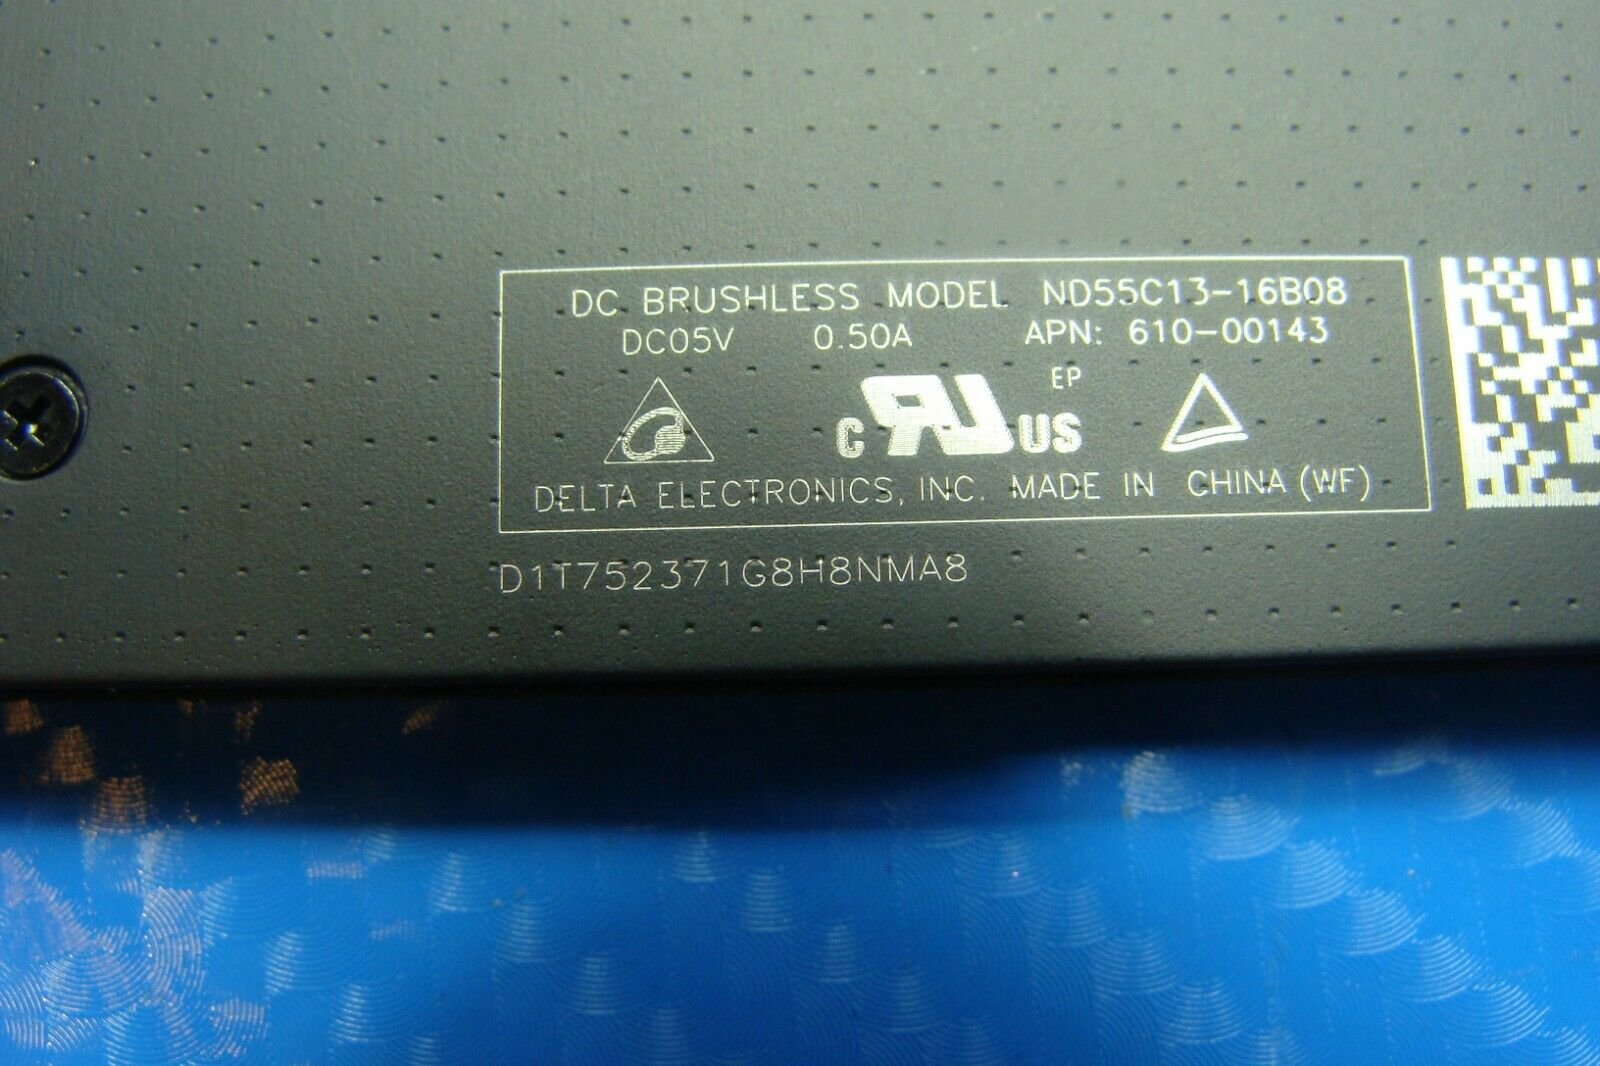 DC BRUSHLESS MODEL ND55C13-16B08
DC05V 0.50A APN: 610-00143
EP
C RU US
DELTA ELECTRONICS, INC. MADE IN CHINA (WF)
D1T752371G8H8NMA8